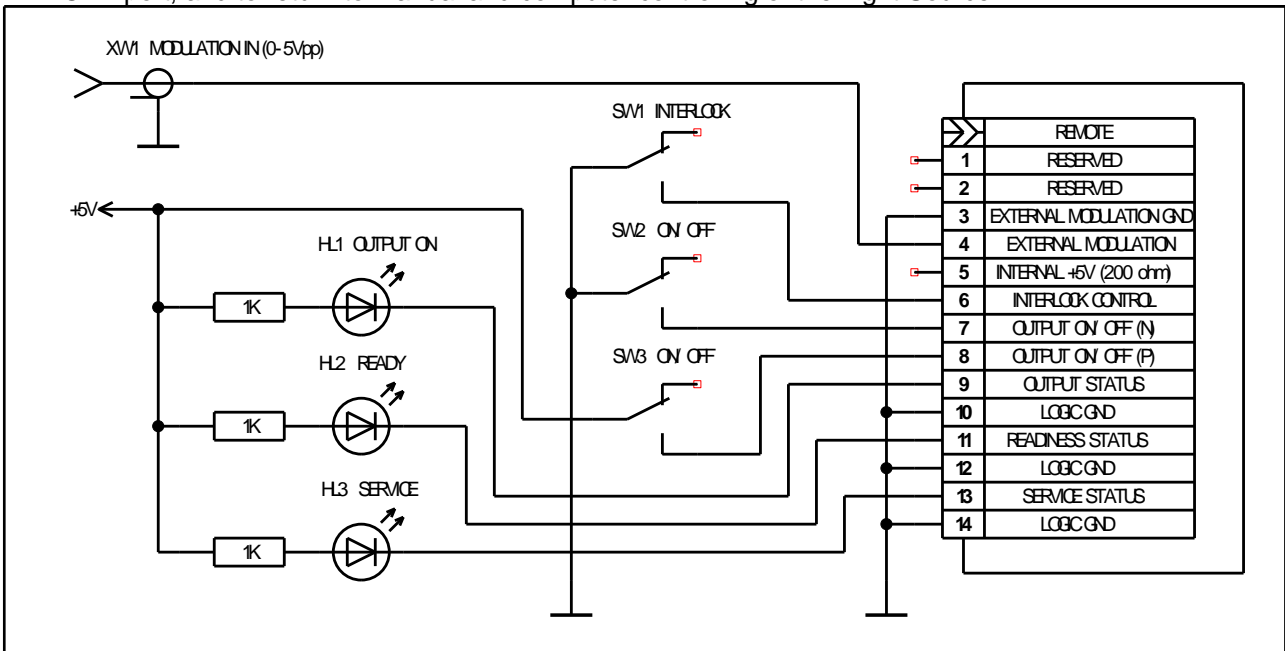 XW1 MODULATION IN (0-5Vpp)
SW1 INTERLOCK
+5V
HL1 OUTPUT ON
SW2 ON/OFF
1K
HL2 READY
SW3 ON/OFF
1K
HL3 SERVICE
1K
REMOTE
1 RESERVED
2 RESERVED
3 EXTERNAL MODULATION GND
4 EXTERNAL MODULATION
5 INTERNAL +5V (200 ohm)
6 INTERLOCK CONTROL
7 OUTPUT ON/OFF (N)
8 OUTPUT ON/OFF (P)
9 OUTPUT STATUS
10 LOGIC GND
11 READINESS STATUS
12 LOGIC GND
13 SERVICE STATUS
14 LOGIC GND